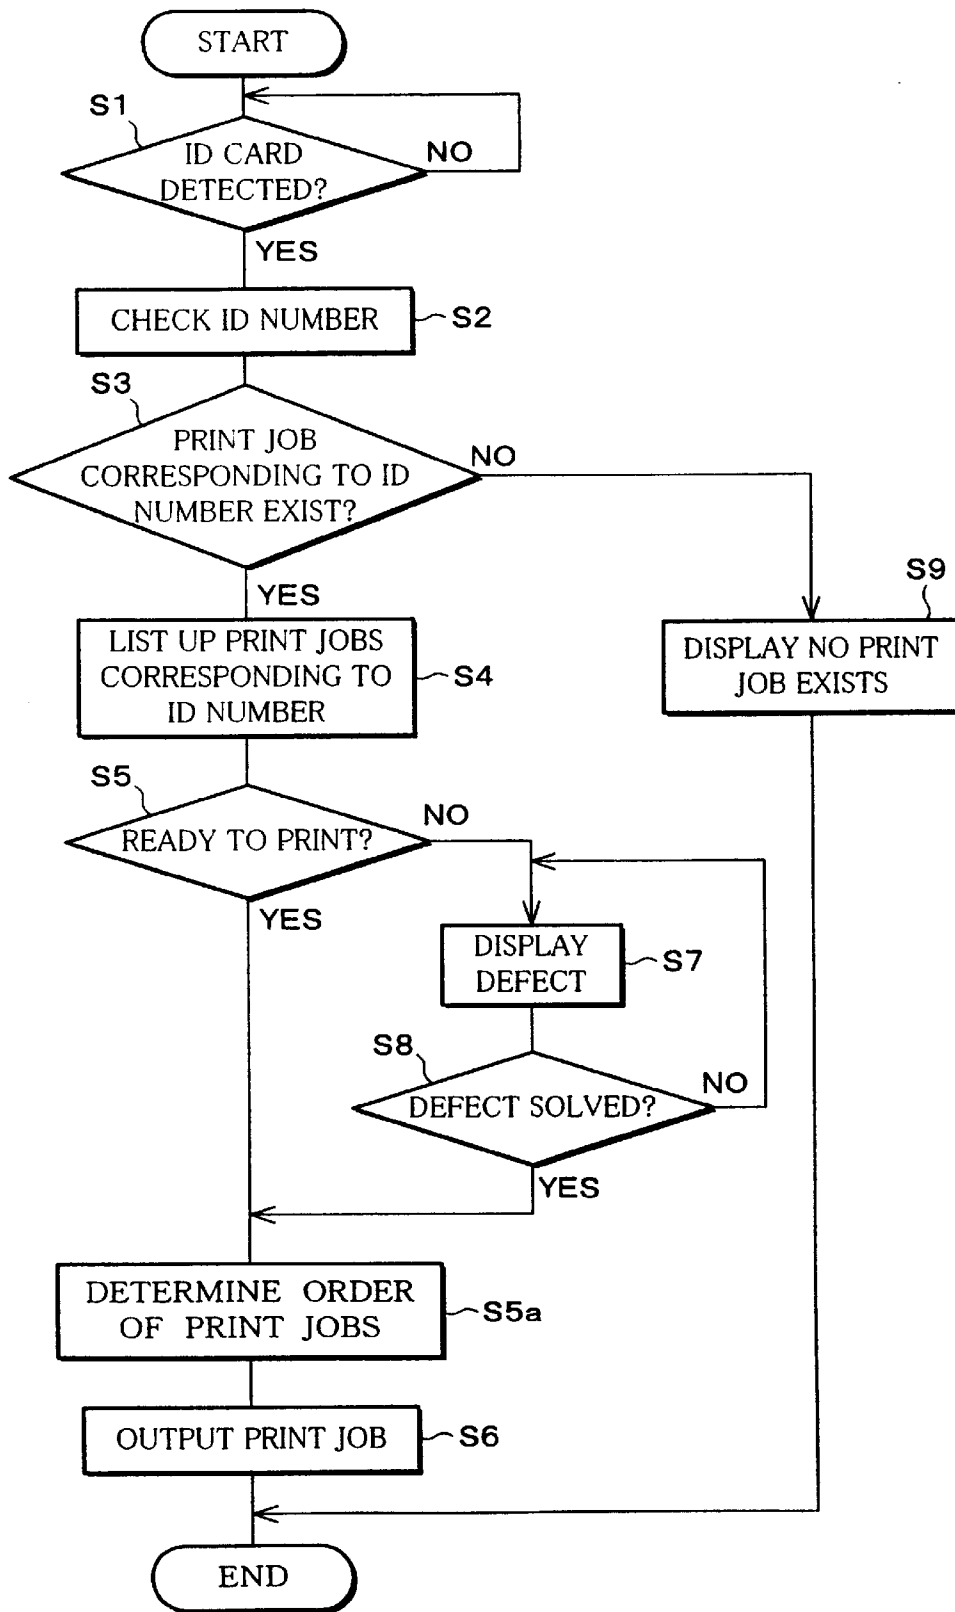 START
S1
ID CARD
DETECTED?
NO
YES
CHECK ID NUMBER
S2
S3
PRINT JOB
CORRESPONDING TO ID
NUMBER EXIST?
NO
YES
S9
LIST UP PRINT JOBS
CORRESPONDING TO
ID NUMBER
S4
DISPLAY NO PRINT
JOB EXISTS
S5
READY TO PRINT?
NO
YES
DISPLAY
DEFECT
S7
S8
DEFECT SOLVED?
NO
YES
DETERMINE ORDER
OF PRINT JOBS
S5a
OUTPUT PRINT JOB
S6
END